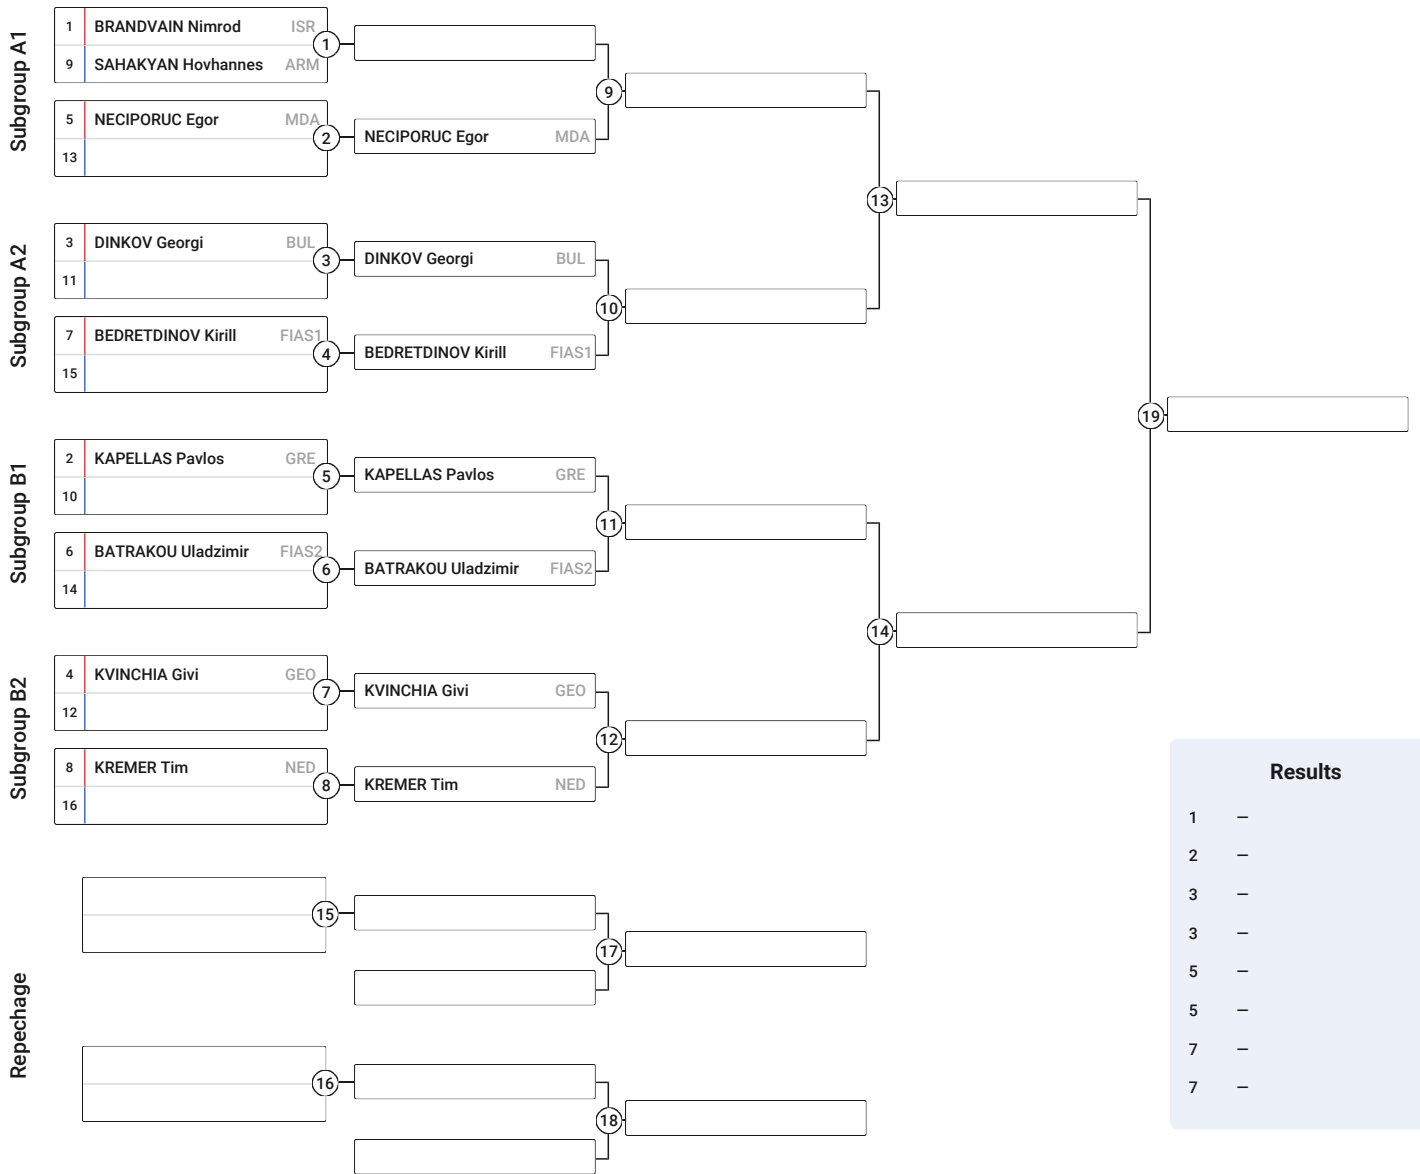 Subgroup A1
1 BRANDVAIN Nimrod ISR
9 SAHAKYAN Hovhannes ARM
1
5 NECIPORUC Egor MDA
13
2
NECIPORUC Egor MDA
9
Subgroup A2
3 DINKOV Georgi BUL
11
3
DINKOV Georgi BUL
7 BEDRETDINOV Kirill FIAS1
15
4
BEDRETDINOV Kirill FIAS1
10
13
Subgroup B1
2 KAPELLAS Pavlos GRE
10
5
KAPELLAS Pavlos GRE
6 BATRAKOU Uladzimir FIAS2
14
6
BATRAKOU Uladzimir FIAS2
11
Subgroup B2
4 KVINCHIA Givi GEO
12
7
KVINCHIA Givi GEO
8 KREMER Tim NED
16
8
KREMER Tim NED
12
14
19
Repechage
15
17
16
18
Results
1 –
2 –
3 –
3 –
5 –
5 –
7 –
7 –